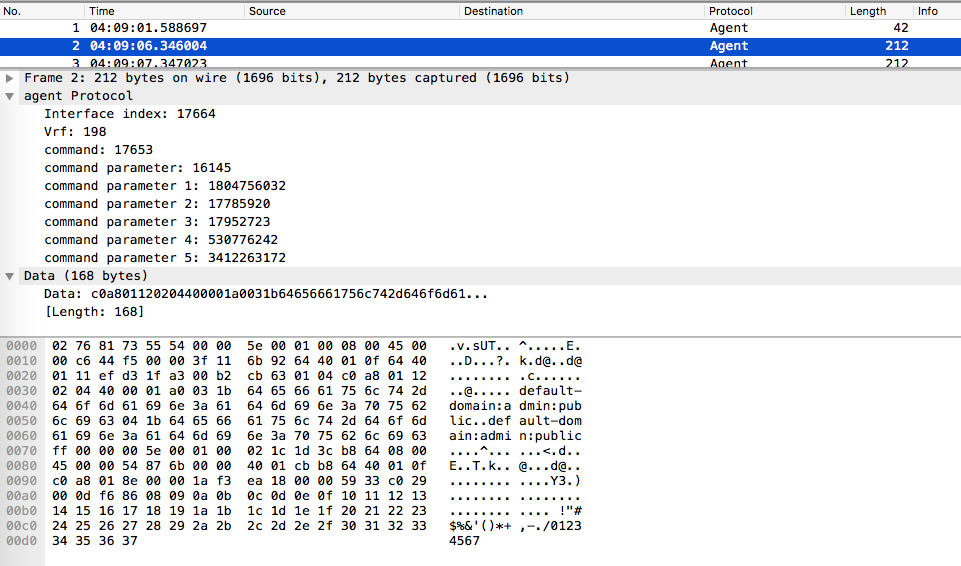 No. Time Source Destination Protocol Length Info
1 04:09:01.588697 Agent 42
2 04:09:06.346004 Agent 212
3 04:09:07.347023 Agent 212
Frame 2: 212 bytes on wire (1696 bits), 212 bytes captured (1696 bits)
agent Protocol
Interface index: 17664
Vrf: 198
command: 17653
command parameter: 16145
command parameter 1: 1804756032
command parameter 2: 17785920
command parameter 3: 17952723
command parameter 4: 530776242
command parameter 5: 3412263172
Data (168 bytes)
Data: c0a801120204400001a0031b64656661756c742d646f6d61...
[Length: 168]
0000 02 76 81 73 55 54 00 00 5e 00 01 00 08 00 45 00 .v.sUT.. ^.....E.
0010 00 c6 44 f5 00 00 3f 11 6b 92 64 40 01 0f 64 40 ..D...?. k.d@..d@
0020 01 11 ef d3 1f a3 00 b2 cb 63 01 04 c0 a8 01 12 ........ .c......
0030 02 04 40 00 01 a0 03 1b 64 65 66 61 75 6c 74 2d ..@..... default-
0040 64 6f 6d 61 69 6e 3a 61 64 6d 69 6e 3a 70 75 62 domain:a dmin:pub
0050 6c 69 63 04 1b 64 65 66 61 75 6c 74 2d 64 6f 6d lic..def ault-dom
0060 61 69 6e 3a 61 64 6d 69 6e 3a 70 75 62 6c 69 63 ain:admi n:public
0070 ff 00 00 00 5e 00 01 00 02 1c 1d 3c b8 64 08 00 ....^... ...<.d..
0080 45 00 00 54 87 6b 00 00 40 01 cb b8 64 40 01 0f E..T.k.. @...d@..
0090 c0 a8 01 8e 00 00 1a f3 ea 18 00 00 59 33 c0 29 ........ ....Y3.)
00a0 00 0d f6 86 08 09 0a 0b 0c 0d 0e 0f 10 11 12 13 ........ ........
00b0 14 15 16 17 18 19 1a 1b 1c 1d 1e 1f 20 21 22 23 ........ .... !"#
00c0 24 25 26 27 28 29 2a 2b 2c 2d 2e 2f 30 31 32 33 $%&'()*+ ,-./0123
00d0 34 35 36 37 4567